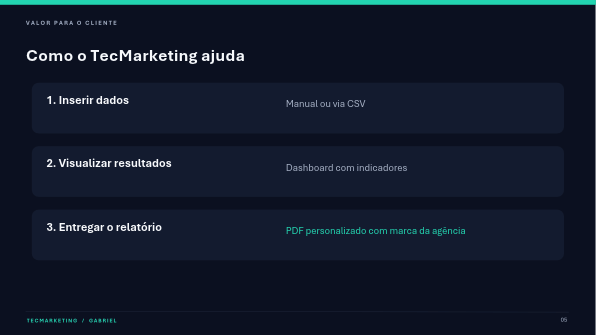 VALOR PARA O CLIENTE
Como o TecMarketing ajuda
1. Inserir dados
Manual ou via CSV
2. Visualizar resultados
Dashboard com indicadores
3. Entregar o relatório
PDF personalizado com marca da agência
TECMARKETING / GABRIEL
05